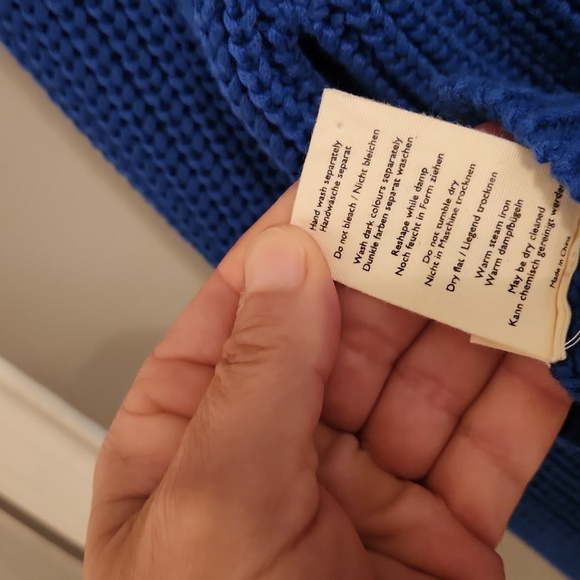 Hand wash separately
Handwäsche separat
Do not bleach / Nicht bleichen
Wash dark colours separately
Dunkle farben separat waschen
Reshape while damp
Noch feucht in Form ziehen
Do not tumble dry
Nicht in Maschine trocknen
Dry flat / Liegend trocknen
Warm steam iron
Warm dampfbügeln
May be dry cleaned
Kann chemisch gereinigt werden
Made in China